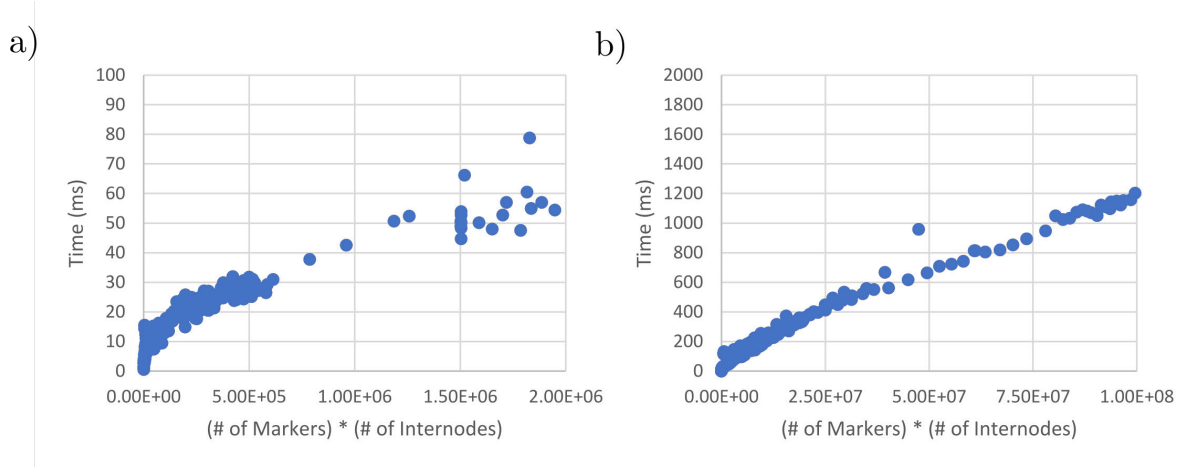 a)
100
90
80
70
60
50
40
30
20
10
0
Time (ms)
0.00E+00 5.00E+05 1.00E+06 1.50E+06 2.00E+06
(# of Markers) * (# of Internodes)
b)
2000
1800
1600
1400
1200
1000
800
600
400
200
0
Time (ms)
0.00E+00 2.50E+07 5.00E+07 7.50E+07 1.00E+08
(# of Markers) * (# of Internodes)